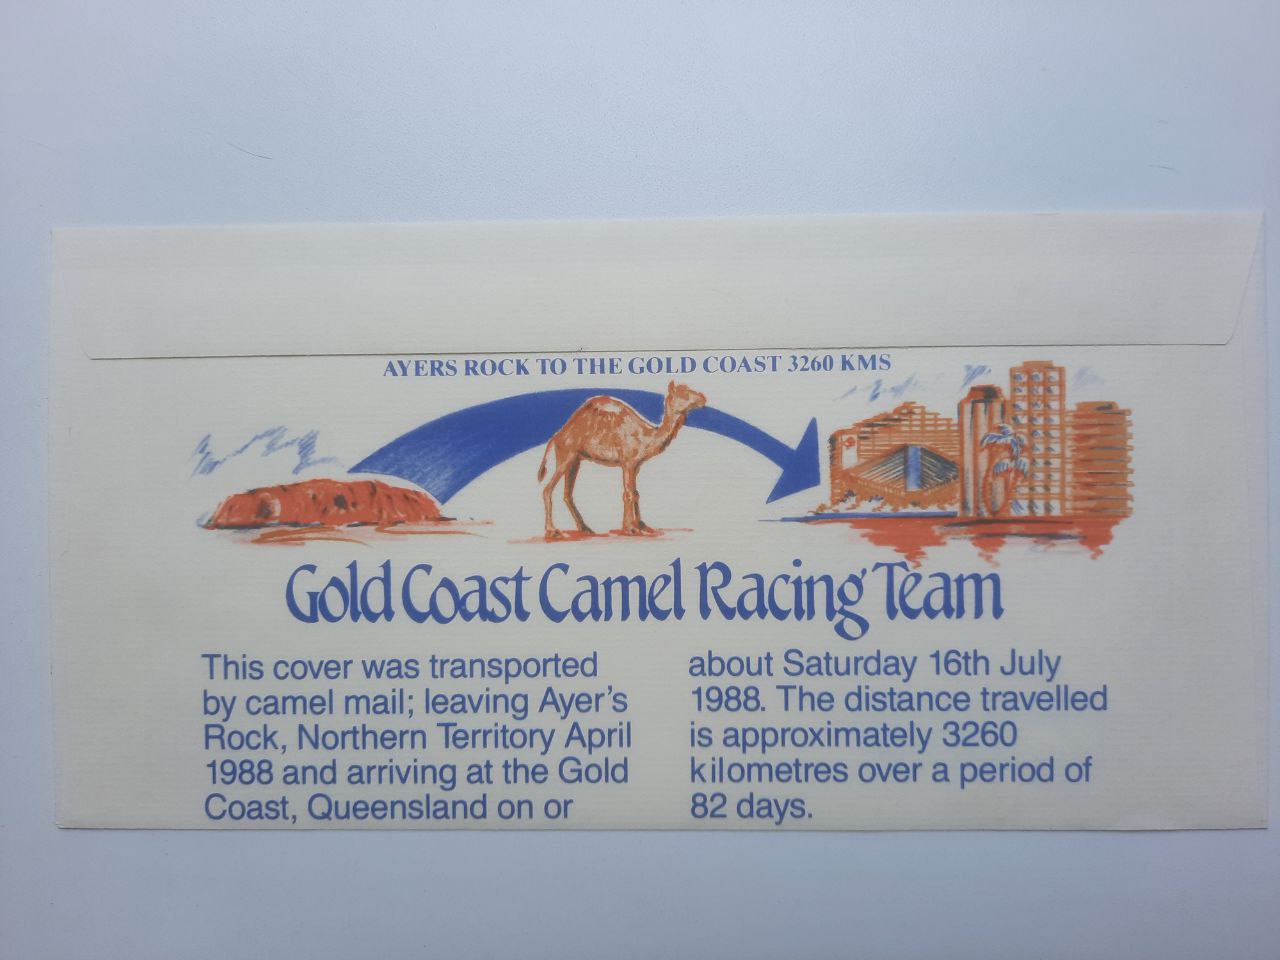 AYERS ROCK TO THE GOLD COAST 3260 KMS
Gold Coast Camel Racing Team
This cover was transported
by camel mail; leaving Ayer's
Rock, Northern Territory April
1988 and arriving at the Gold
Coast, Queensland on or
about Saturday 16th July
1988. The distance travelled
is approximately 3260
kilometres over a period of
82 days.